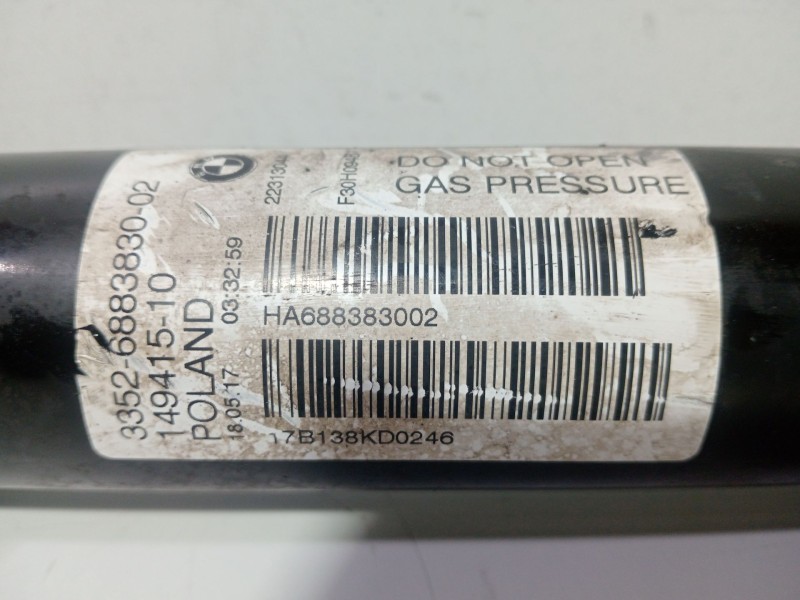 3352-6883830-02
149415-10
POLAND
18.05.17 03:32:59
DO NOT OPEN
GAS PRESSURE
HA688383002
17B138KD0246